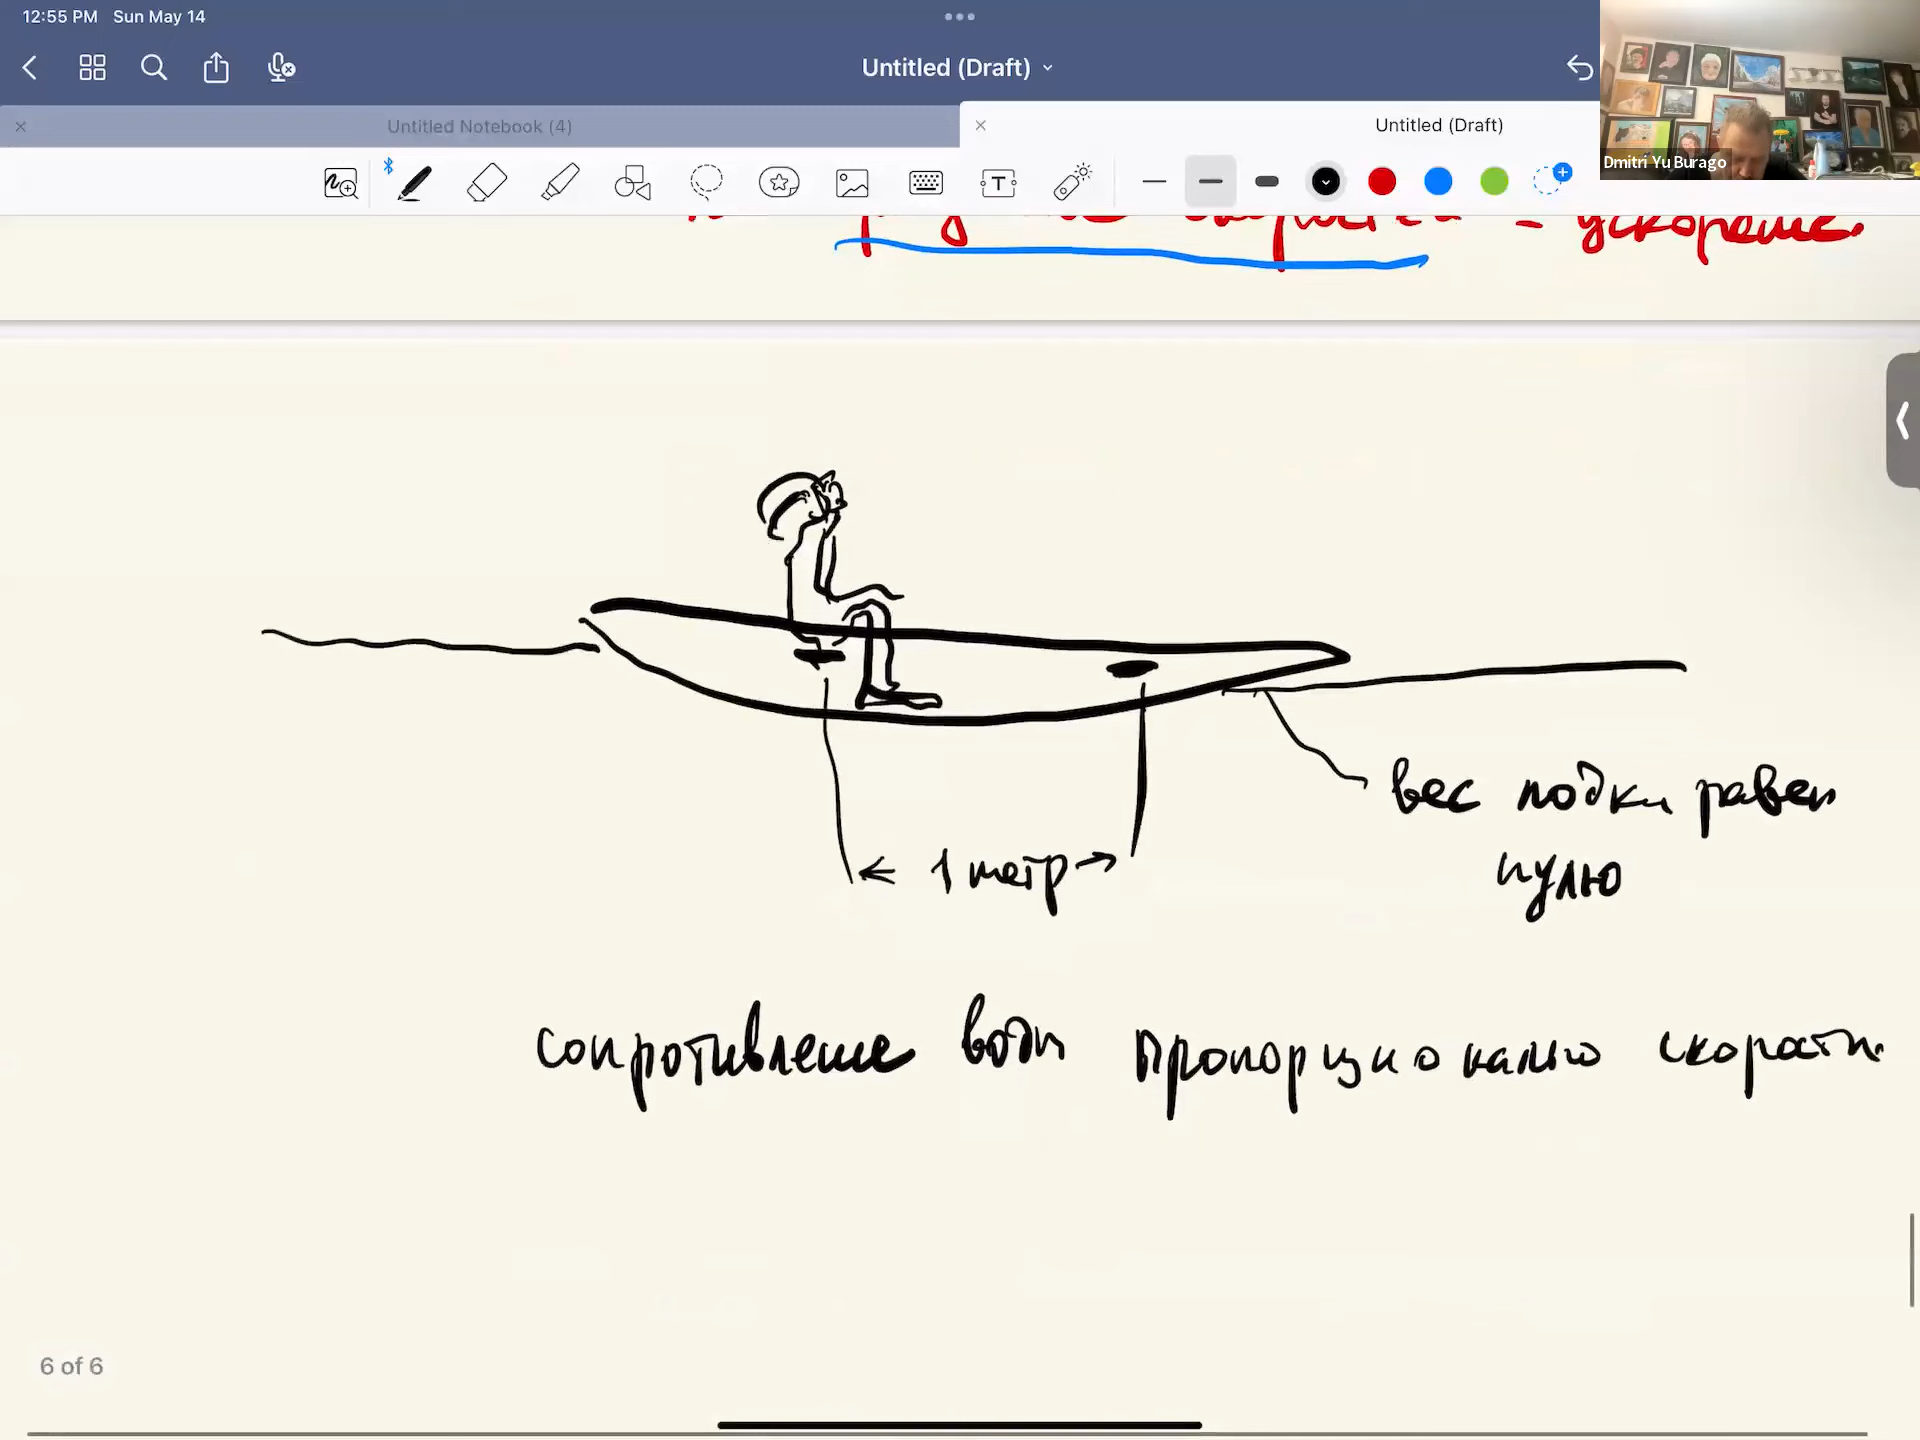 12:55 PM Sun May 14
Untitled (Draft)
Untitled Notebook (4)
Untitled (Draft)
Dmitri Yu Burago
T
скорости = ускорение.
вес лодки равен
нулю
1 метр
сопротивление воды пропорционально скорости.
6 of 6